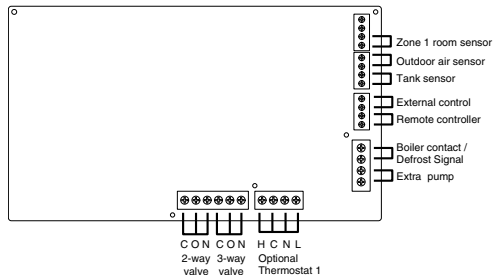 Zone 1 room sensor
Outdoor air sensor
Tank sensor
External control
Remote controller
Boiler contact /
Defrost Signal
Extra pump
C O N C O N H C N L
2-way 3-way Optional
valve valve Thermostat 1